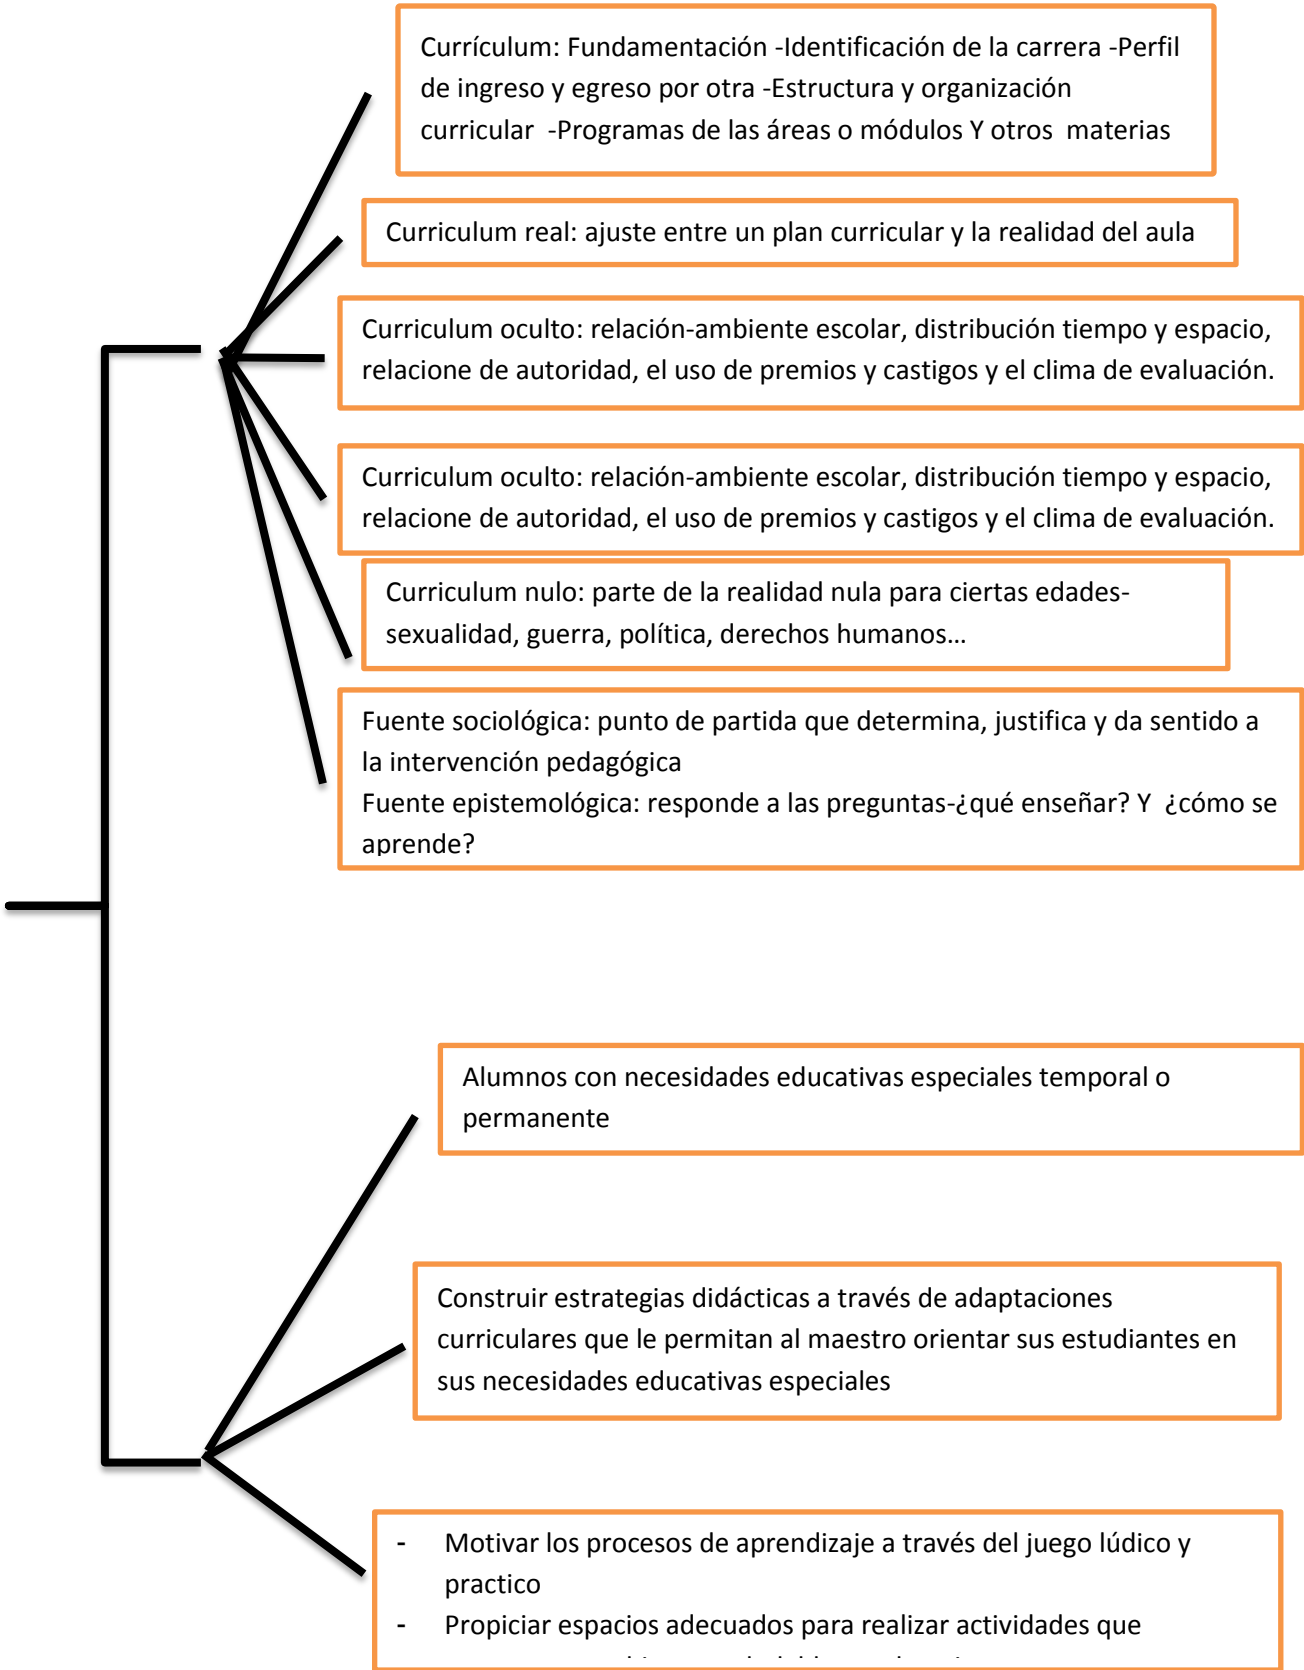 Currículum: Fundamentación -Identificación de la carrera -Perfil
de ingreso y egreso por otra -Estructura y organización
curricular -Programas de las áreas o módulos Y otros materias
Curriculum real: ajuste entre un plan curricular y la realidad del aula
Curriculum oculto: relación-ambiente escolar, distribución tiempo y espacio,
relacione de autoridad, el uso de premios y castigos y el clima de evaluación.
Curriculum oculto: relación-ambiente escolar, distribución tiempo y espacio,
relacione de autoridad, el uso de premios y castigos y el clima de evaluación.
Curriculum nulo: parte de la realidad nula para ciertas edades-
sexualidad, guerra, política, derechos humanos…
Fuente sociológica: punto de partida que determina, justifica y da sentido a
la intervención pedagógica
Fuente epistemológica: responde a las preguntas-¿qué enseñar? Y ¿cómo se
aprende?
Alumnos con necesidades educativas especiales temporal o
permanente
Construir estrategias didácticas a través de adaptaciones
curriculares que le permitan al maestro orientar sus estudiantes en
sus necesidades educativas especiales
- Motivar los procesos de aprendizaje a través del juego lúdico y
practico
- Propiciar espacios adecuados para realizar actividades que